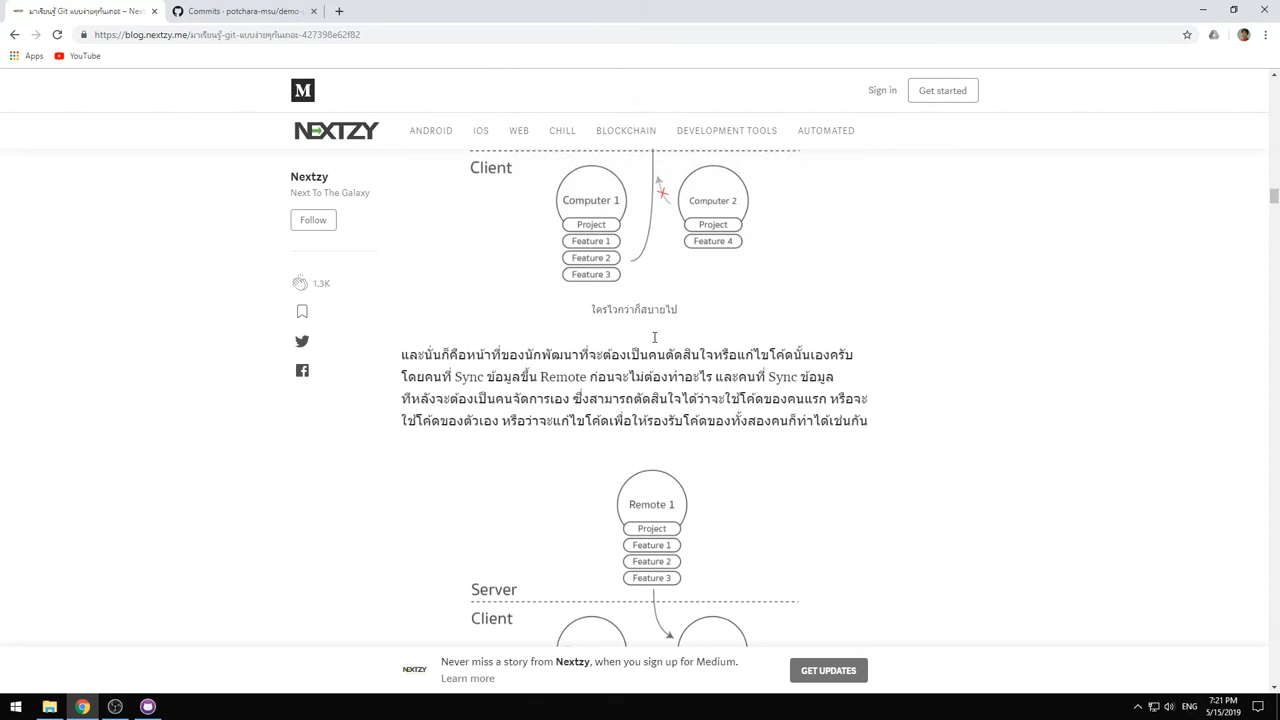 มาเรียนรู้ Git แบบง่ายๆกันเถอะ – Nex
Commits · potchara-msu/demo-
https://blog.nextzy.me/มาเรียนรู้-git-แบบง่ายๆกันเถอะ-427398e62f82
Apps
YouTube
M
Sign in
Get started
NEXTZY
ANDROID
IOS
WEB
CHILL
BLOCKCHAIN
DEVELOPMENT TOOLS
AUTOMATED
Nextzy
Next To The Galaxy
Follow
1.3K
Client
Computer 1
Project
Feature 1
Feature 2
Feature 3
Computer 2
Project
Feature 4
ใครไวกว่าก็สบายไป
และนั่นก็คือหน้าที่ของนักพัฒนาที่จะต้องเป็นคนตัดสินใจหรือแก้ไขโค้ดนั้นเองครับ
โดยคนที่ Sync ข้อมูลขึ้น Remote ก่อนจะไม่ต้องทำอะไร และคนที่ Sync ข้อมูล
ทีหลังจะต้องเป็นคนจัดการเอง ซึ่งสามารถตัดสินใจได้ว่าจะใช้โค้ดของคนแรก หรือจะ
ใช้โค้ดของตัวเอง หรือว่าจะแก้ไขโค้ดเพื่อให้รองรับโค้ดของทั้งสองคนก็ทำได้เช่นกัน
Remote 1
Project
Feature 1
Feature 2
Feature 3
Server
Client
NEXTZY
Never miss a story from Nextzy, when you sign up for Medium.
Learn more
GET UPDATES
ENG
7:21 PM
5/15/2019